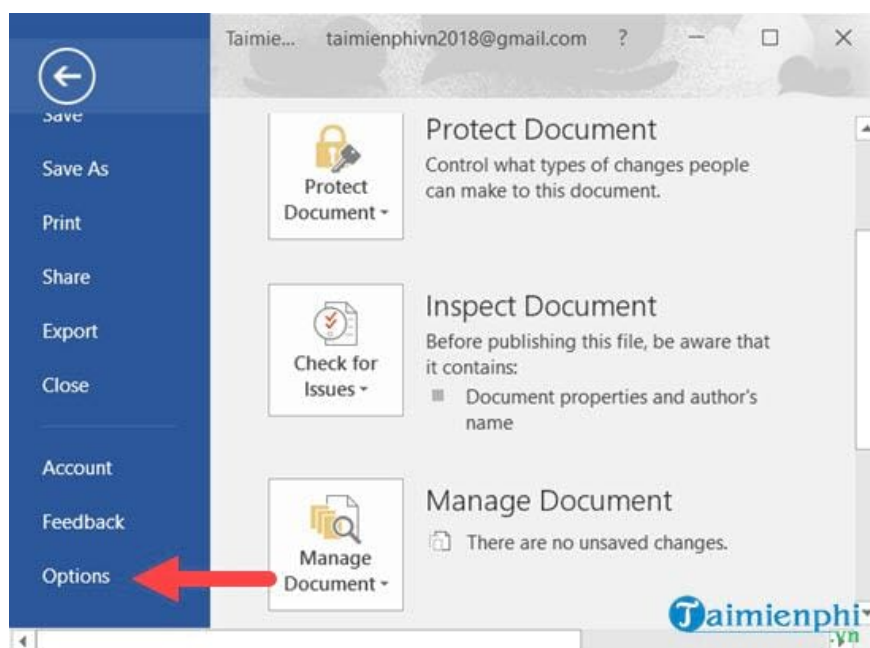 Taimie... taimienphivn2018@gmail.com ?
Save
Save As
Print
Share
Export
Close
Account
Feedback
Options
Protect
Document
Protect Document
Control what types of changes people
can make to this document.
Check for
Issues
Inspect Document
Before publishing this file, be aware that
it contains:
Document properties and author's
name
Manage
Document
Manage Document
There are no unsaved changes.
Taimienphi
.vn